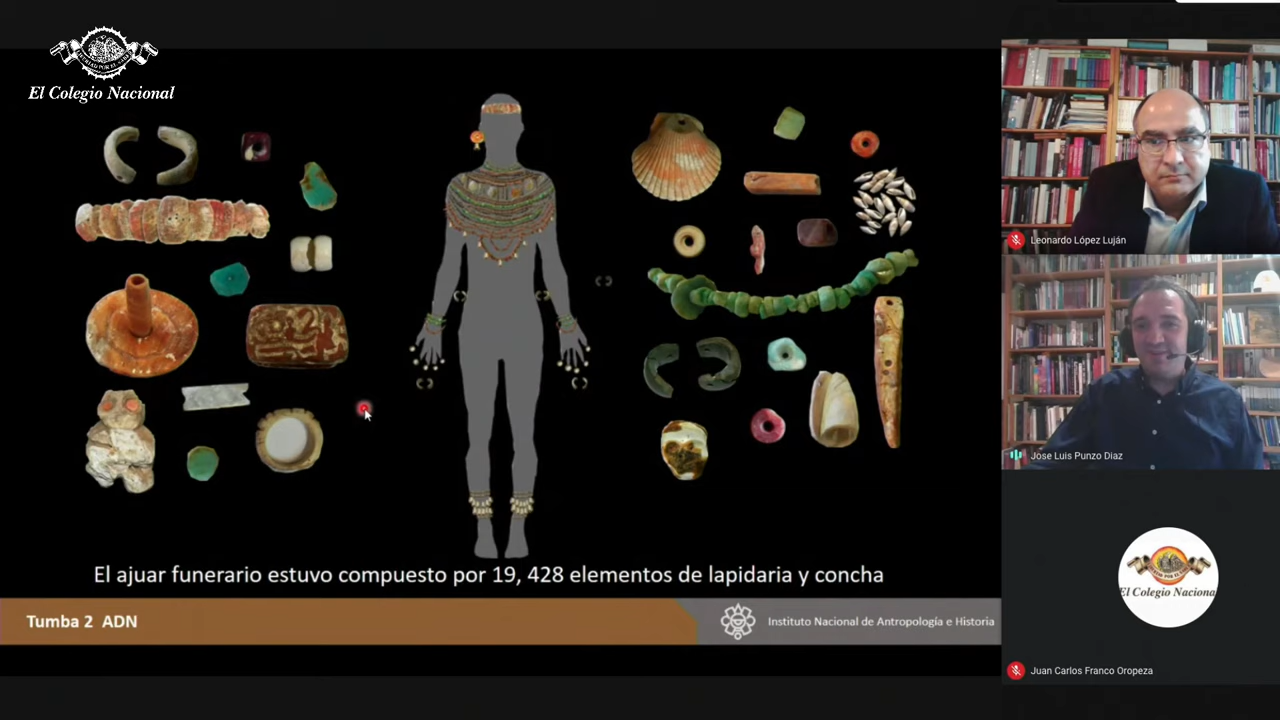 El Colegio Nacional
El ajuar funerario estuvo compuesto por 19, 428 elementos de lapidaria y concha
Tumba 2 ADN
Instituto Nacional de Antropología e Historia
Leonardo López Luján
Jose Luis Punzo Diaz
El Colegio Naciona
Juan Carlos Franco Oropeza